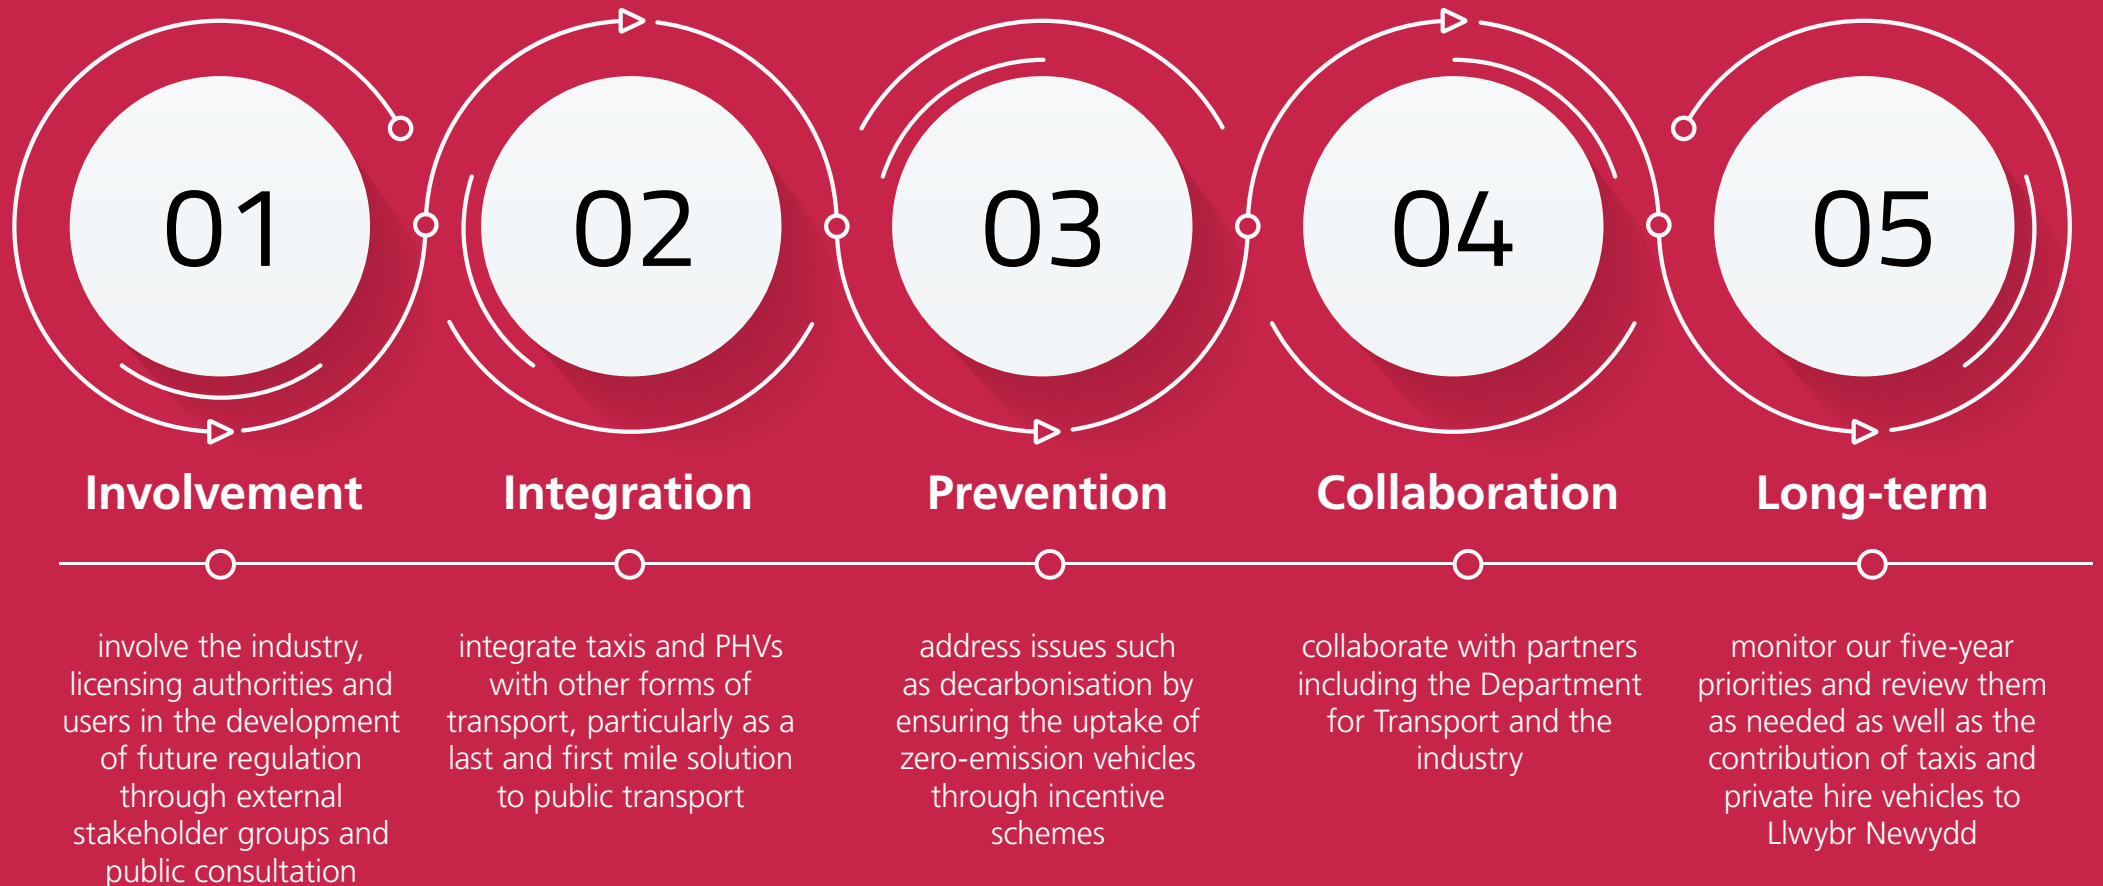 01
02
03
04
05
Involvement
Integration
Prevention
Collaboration
Long-term
involve the industry,
licensing authorities and
users in the development
of future regulation
through external
stakeholder groups and
public consultation
integrate taxis and PHVs
with other forms of
transport, particularly as a
last and first mile solution
to public transport
address issues such
as decarbonisation by
ensuring the uptake of
zero-emission vehicles
through incentive
schemes
collaborate with partners
including the Department
for Transport and the
industry
monitor our five-year
priorities and review them
as needed as well as the
contribution of taxis and
private hire vehicles to
Llwybr Newydd